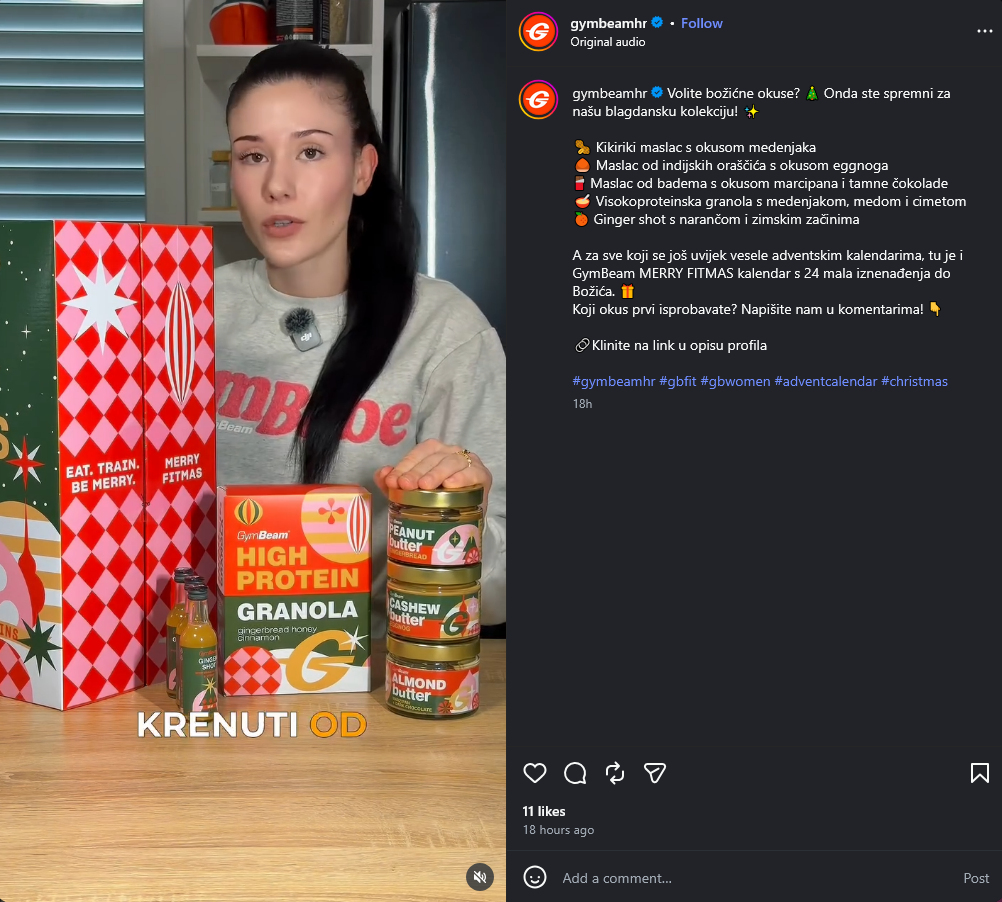 gymbeamhr • Follow
Original audio
gymbeamhr Volite božićne okuse? 🎄 Onda ste spremni za
našu blagdansku kolekciju! ✨
🥜 Kikiriki maslac s okusom medenjaka
🌰 Maslac od indijskih oraščića s okusom eggnoga
🍫 Maslac od badema s okusom marcipana i tamne čokolade
🥣 Visokoproteinska granola s medenjakom, medom i cimetom
🍊 Ginger shot s narančom i zimskim začinima
A za sve koji se još uvijek vesele adventskim kalendarima, tu je i
GymBeam MERRY FITMAS kalendar s 24 mala iznenađenja do
Božića. 🎁
Koji okus prvi isprobavate? Napišite nam u komentarima! 👇
🔗Klinite na link u opisu profila
#gymbeamhr #gbfit #gbwomen #adventcalendar #christmas
18h
11 likes
18 hours ago
Add a comment...
Post
EAT. TRAIN.
BE MERRY.
MERRY
FITMAS
GymBeam
HIGH
PROTEIN
GRANOLA
gingerbread honey
cinnamon
PEANUT
butter
GINGERBREAD
CASHEW
butter
ALMOND
butter
GINGER
SHOT
Beam
dji
KRENUTI OD